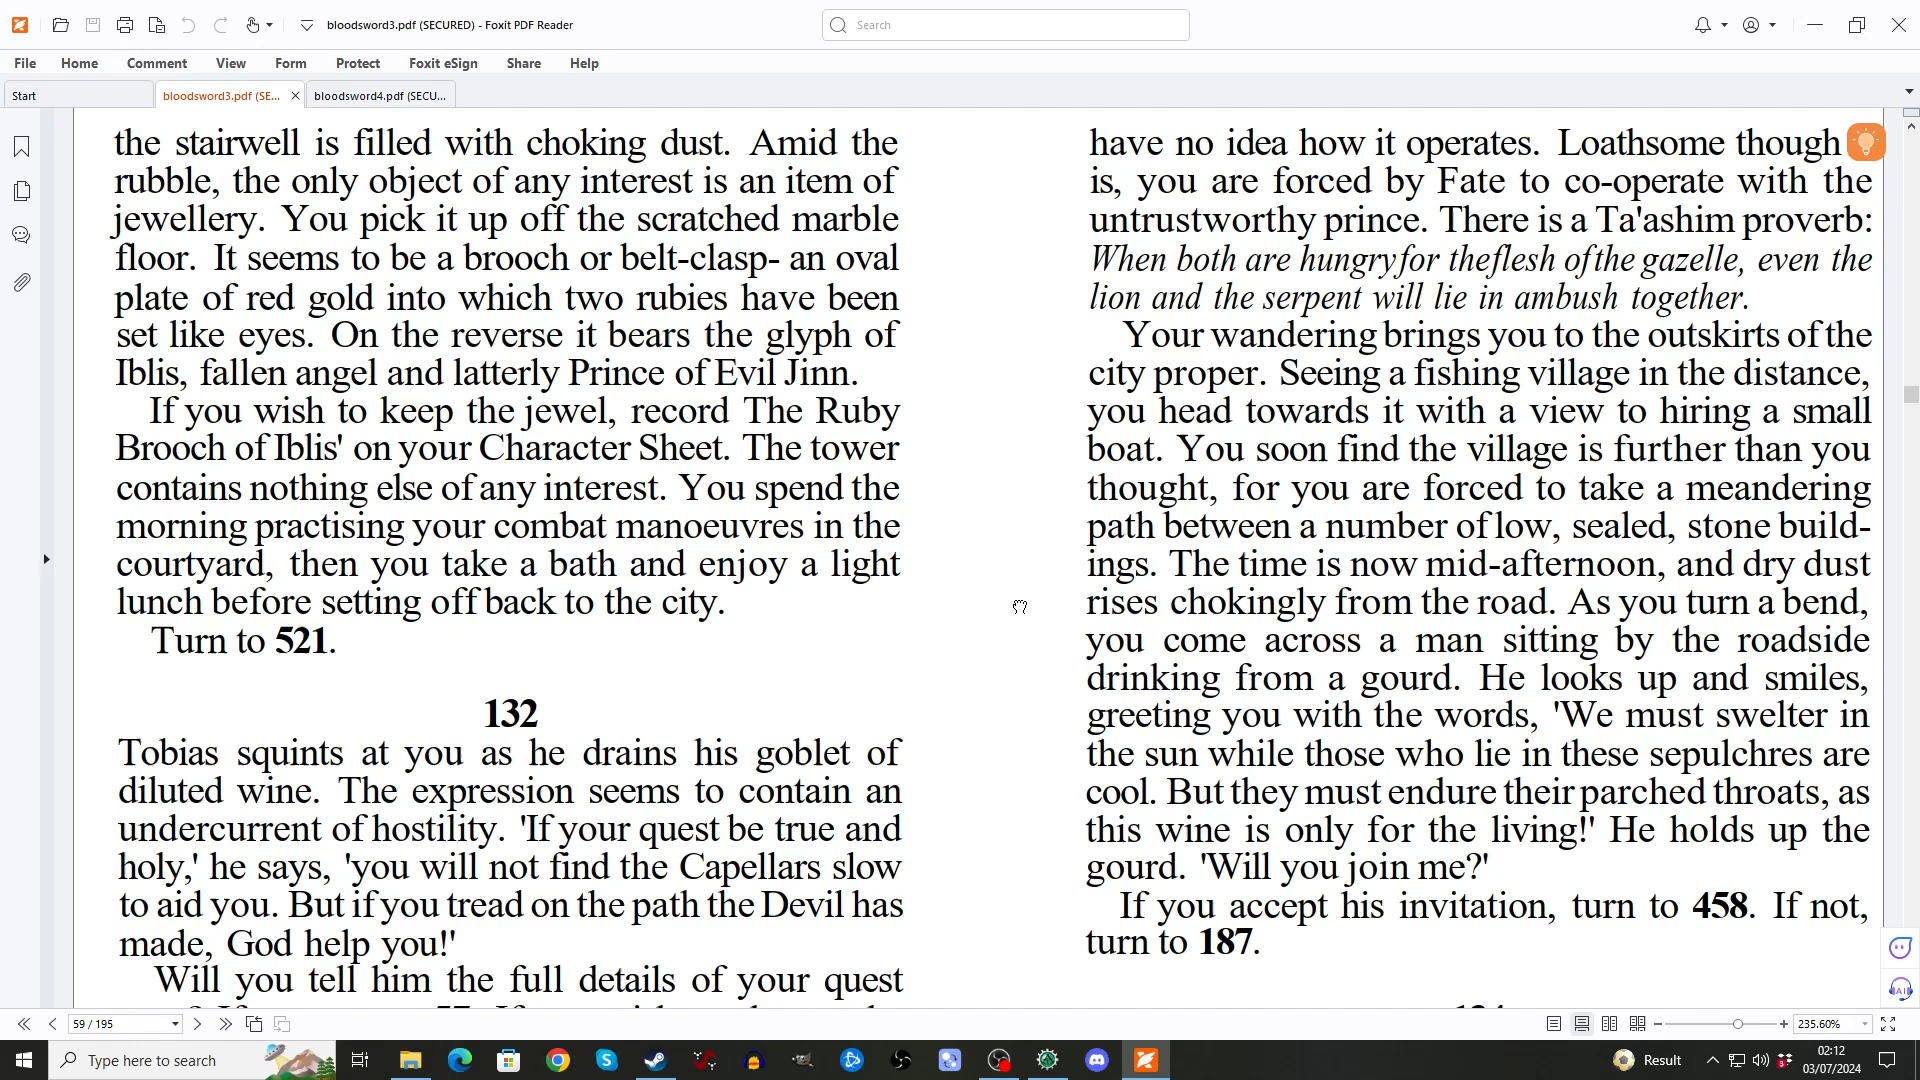 bloodsword3.pdf (SECURED) - Foxit PDF Reader
Search
File Home Comment View Form Protect Foxit eSign Share Help
Start bloodsword3.pdf (SE... bloodsword4.pdf (SECU...
the stairwell is filled with choking dust. Amid the
rubble, the only object of any interest is an item of
jewellery. You pick it up off the scratched marble
floor. It seems to be a brooch or belt-clasp- an oval
plate of red gold into which two rubies have been
set like eyes. On the reverse it bears the glyph of
Iblis, fallen angel and latterly Prince of Evil Jinn.
If you wish to keep the jewel, record The Ruby
Brooch of Iblis' on your Character Sheet. The tower
contains nothing else of any interest. You spend the
morning practising your combat manoeuvres in the
courtyard, then you take a bath and enjoy a light
lunch before setting off back to the city.
Turn to 521.
132
Tobias squints at you as he drains his goblet of
diluted wine. The expression seems to contain an
undercurrent of hostility. 'If your quest be true and
holy,' he says, 'you will not find the Capellars slow
to aid you. But if you tread on the path the Devil has
made, God help you!'
Will you tell him the full details of your quest
have no idea how it operates. Loathsome though
is, you are forced by Fate to co-operate with the
untrustworthy prince. There is a Ta'ashim proverb:
When both are hungry for the flesh of the gazelle, even the
lion and the serpent will lie in ambush together.
Your wandering brings you to the outskirts of the
city proper. Seeing a fishing village in the distance,
you head towards it with a view to hiring a small
boat. You soon find the village is further than you
thought, for you are forced to take a meandering
path between a number of low, sealed, stone build-
ings. The time is now mid-afternoon, and dry dust
rises chokingly from the road. As you turn a bend,
you come across a man sitting by the roadside
drinking from a gourd. He looks up and smiles,
greeting you with the words, 'We must swelter in
the sun while those who lie in these sepulchres are
cool. But they must endure their parched throats, as
this wine is only for the living!' He holds up the
gourd. 'Will you join me?'
If you accept his invitation, turn to 458. If not,
turn to 187.
59 / 195
235.60%
Type here to search
Result
02:12
03/07/2024